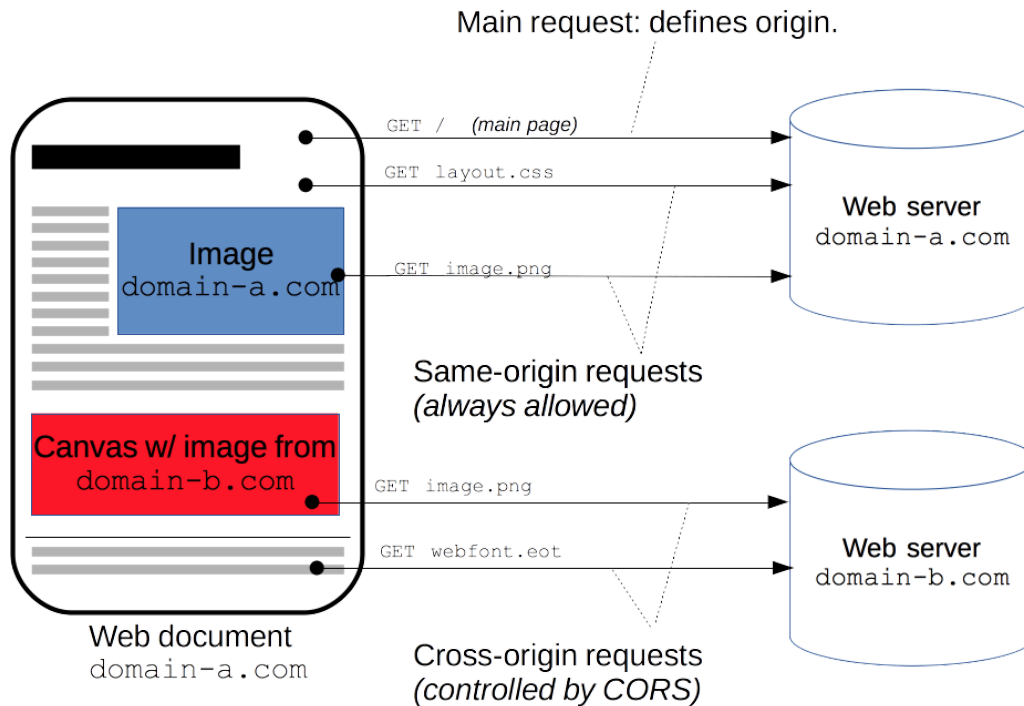 Main request: defines origin.
GET / (main page)
GET layout.css
Web server
domain-a.com
Image
domain-a.com
GET image.png
Same-origin requests
(always allowed)
Canvas w/ image from
domain-b.com
GET image.png
GET webfont.eot
Web server
domain-b.com
Web document
domain-a.com
Cross-origin requests
(controlled by CORS)